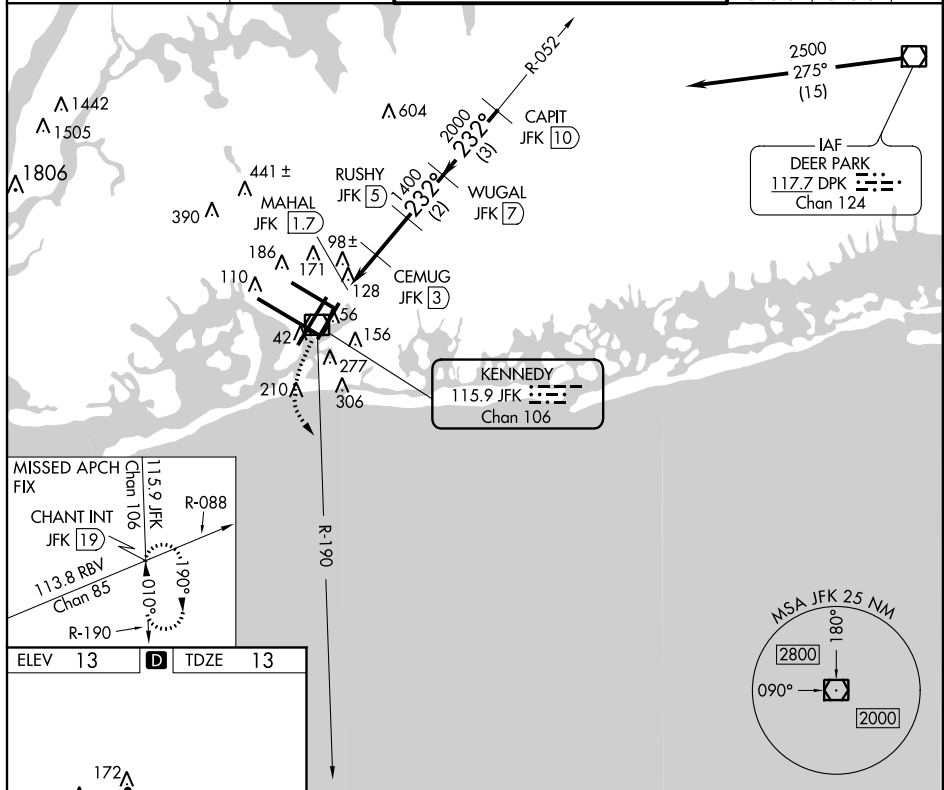 R-052
2500
275°
(15)
1442
1505
1806
604
CAPIT
JFK 10
2000
232°
(3)
IAF
DEER PARK
117.7 DPK
Chan 124
441 ±
390
RUSHY
JFK 5
1400
232°
(2)
WUGAL
JFK 7
MAHAL
JFK 1.7
98±
186
171
110
128
CEMUG
JFK 3
56
42
156
277
210
306
KENNEDY
115.9 JFK
Chan 106
R-190
MISSED APCH
FIX
Chan 106
115.9 JFK
CHANT INT
JFK 19
R-088
113.8 RBV
Chan 85
010°
190°
R-190
MSA JFK 25 NM
180°
2800
090°
2000
ELEV 13
D
TDZE 13
172